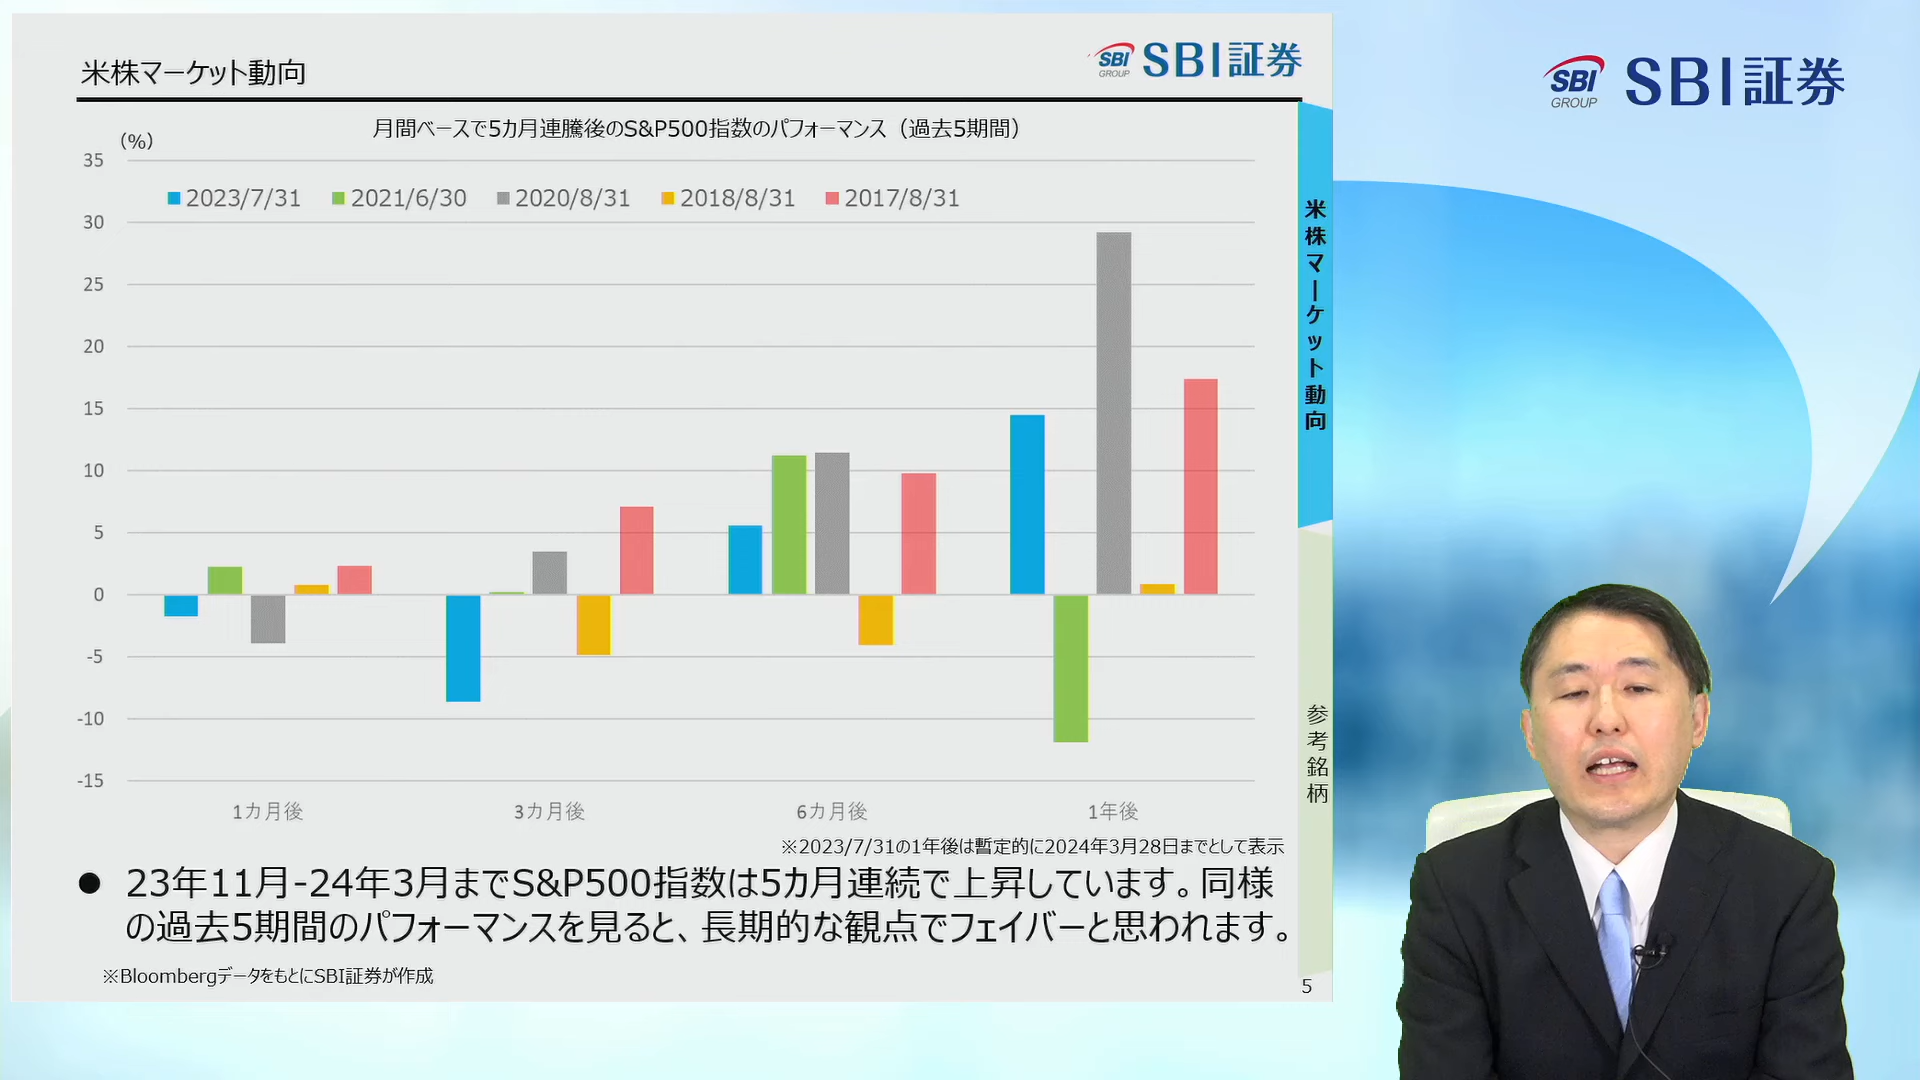 米株マーケット動向
SBI GROUP SBI証券
SBI GROUP SBI証券
月間ベースで5カ月連騰後のS&P500指数のパフォーマンス（過去5期間）
(%)
2023/7/31 2021/6/30 2020/8/31 2018/8/31 2017/8/31
35
30
25
20
15
10
5
0
-5
-10
-15
1カ月後 3カ月後 6カ月後 1年後
※2023/7/31の1年後は暫定的に2024年3月28日までとして表示
● 23年11月-24年3月までS&P500指数は5カ月連続で上昇しています。同様
の過去5期間のパフォーマンスを見ると、長期的な観点でフェイバーと思われます。
※BloombergデータをもとにSBI証券が作成
5
米株マーケット動向
参考銘柄